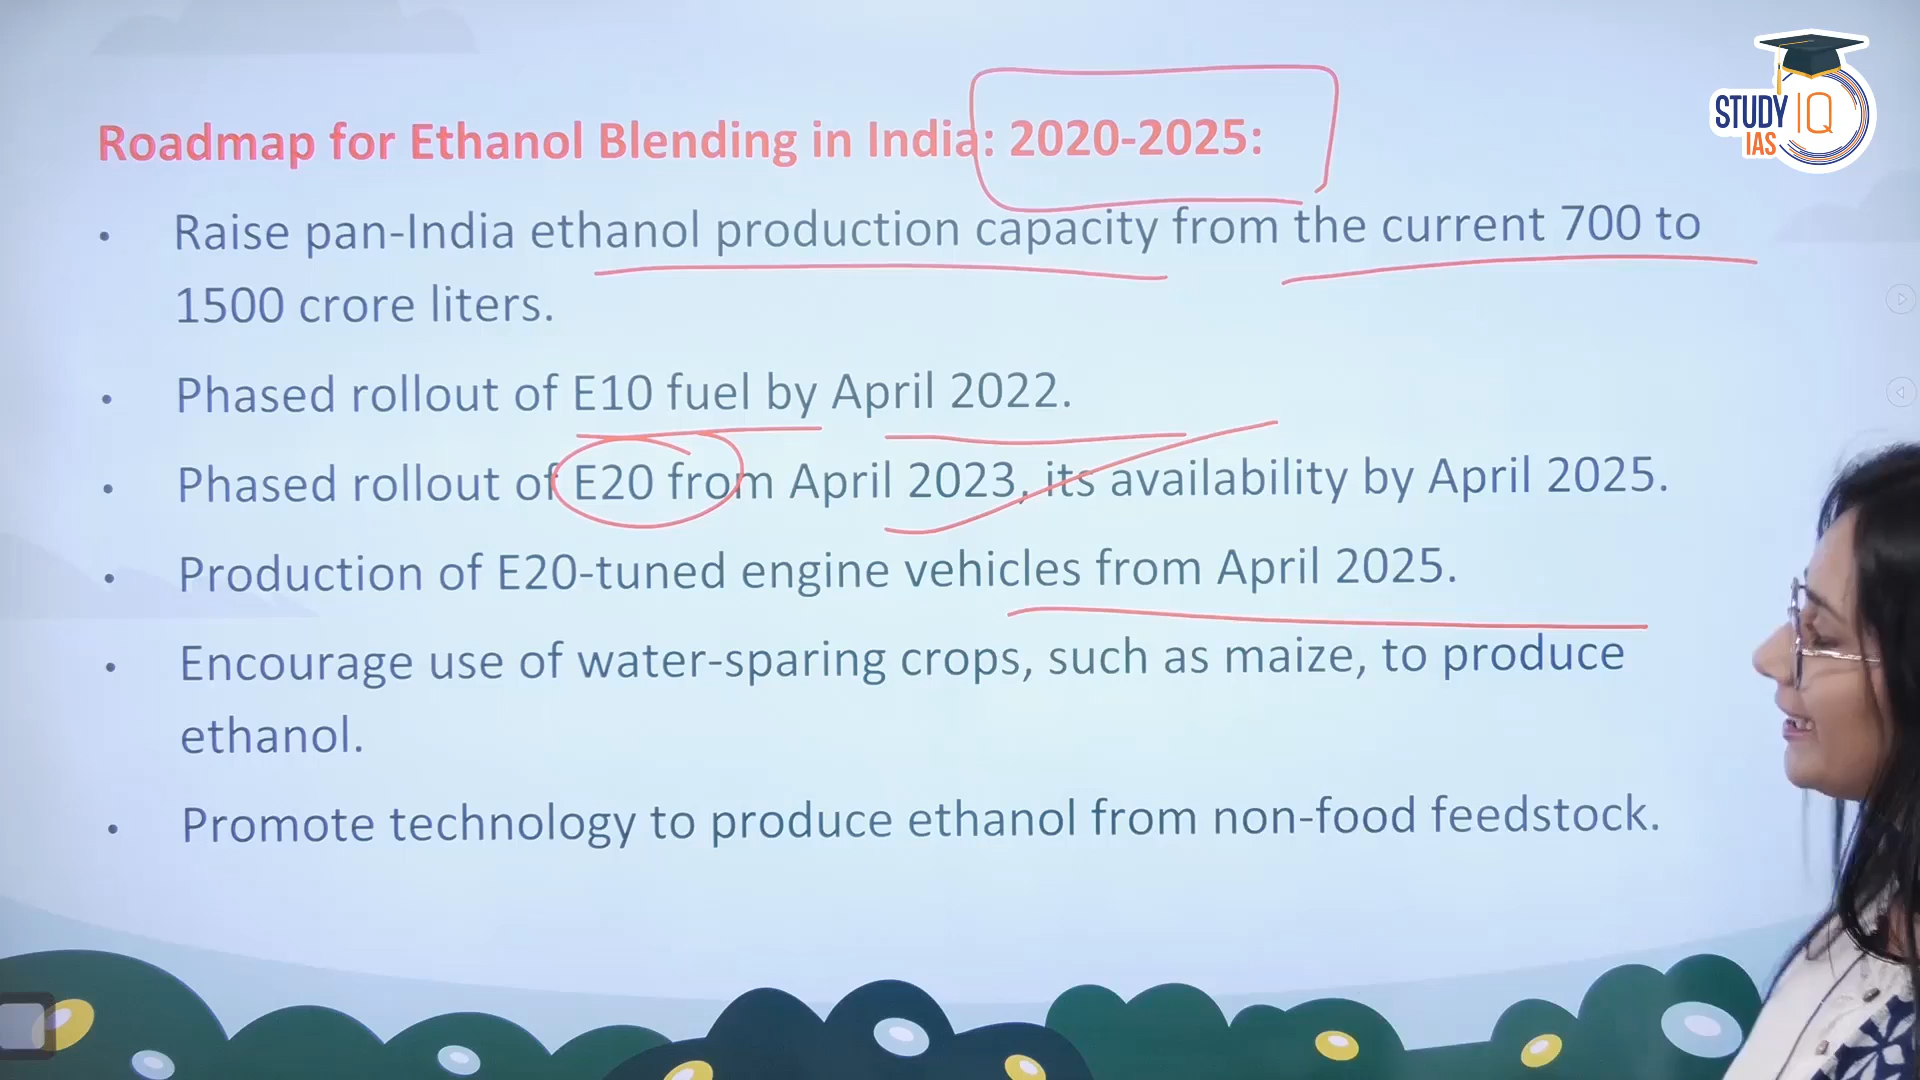 STUDY IQ
IAS
Roadmap for Ethanol Blending in India: 2020-2025:
• Raise pan-India ethanol production capacity from the current 700 to
1500 crore liters.
• Phased rollout of E10 fuel by April 2022.
• Phased rollout of E20 from April 2023, its availability by April 2025.
• Production of E20-tuned engine vehicles from April 2025.
• Encourage use of water-sparing crops, such as maize, to produce
ethanol.
• Promote technology to produce ethanol from non-food feedstock.